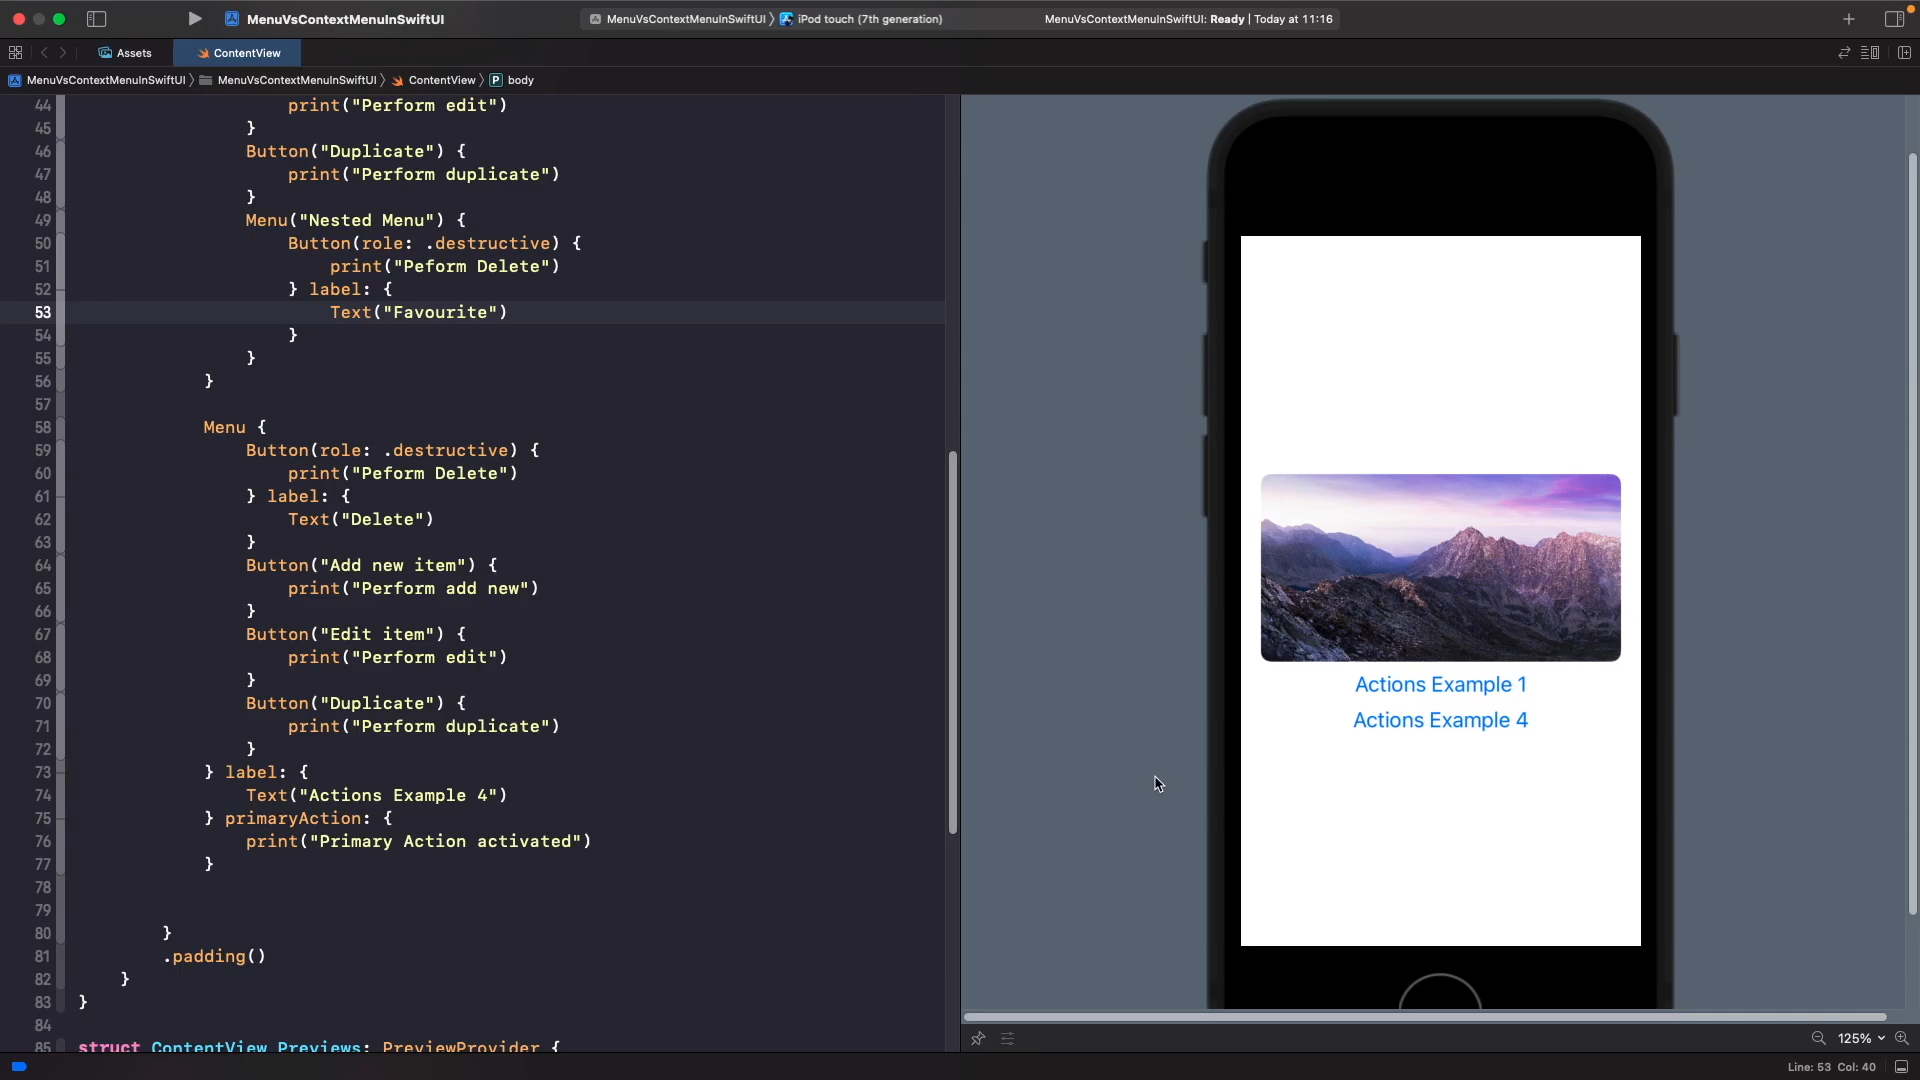 MenuVsContextMenuInSwiftUI
MenuVsContextMenuInSwiftUI 〉 iPod touch (7th generation)
MenuVsContextMenuInSwiftUI: Ready | Today at 11:16
Assets
ContentView
MenuVsContextMenuInSwiftUI 〉 MenuVsContextMenuInSwiftUI 〉 ContentView 〉 P body
44 print("Perform edit")
45 }
46 Button("Duplicate") {
47 print("Perform duplicate")
48 }
49 Menu("Nested Menu") {
50 Button(role: .destructive) {
51 print("Peform Delete")
52 } label: {
53 Text("Favourite")
54 }
55 }
56 }
57
58 Menu {
59 Button(role: .destructive) {
60 print("Peform Delete")
61 } label: {
62 Text("Delete")
63 }
64 Button("Add new item") {
65 print("Perform add new")
66 }
67 Button("Edit item") {
68 print("Perform edit")
69 }
70 Button("Duplicate") {
71 print("Perform duplicate")
72 }
73 } label: {
74 Text("Actions Example 4")
75 } primaryAction: {
76 print("Primary Action activated")
77 }
78
79
80 }
81 .padding()
82 }
83 }
84
85 struct ContentView_Previews: PreviewProvider {
Actions Example 1
Actions Example 4
125%
Line: 53 Col: 40